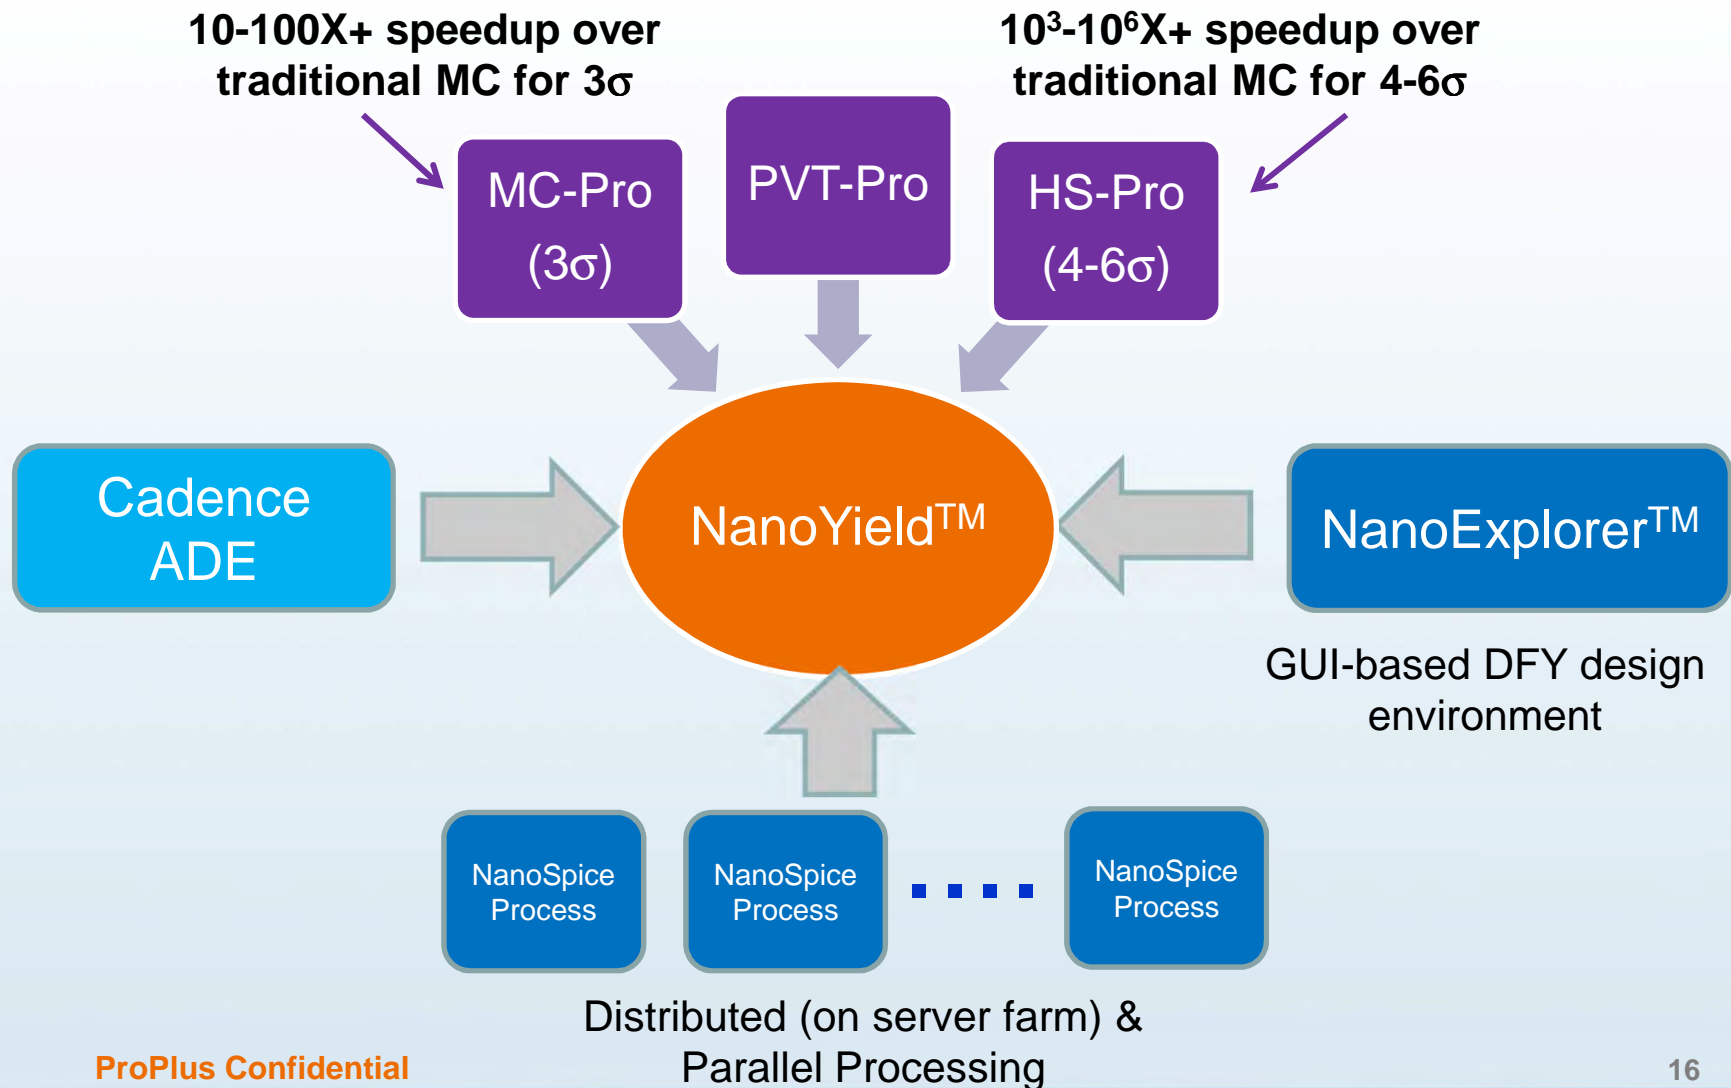 10-100X+ speedup over
traditional MC for 3σ
10³-10⁶X+ speedup over
traditional MC for 4-6σ
MC-Pro
(3σ)
PVT-Pro
HS-Pro
(4-6σ)
Cadence
ADE
NanoYield™
NanoExplorer™
GUI-based DFY design
environment
NanoSpice
Process
NanoSpice
Process
NanoSpice
Process
Distributed (on server farm) &
Parallel Processing
ProPlus Confidential
16